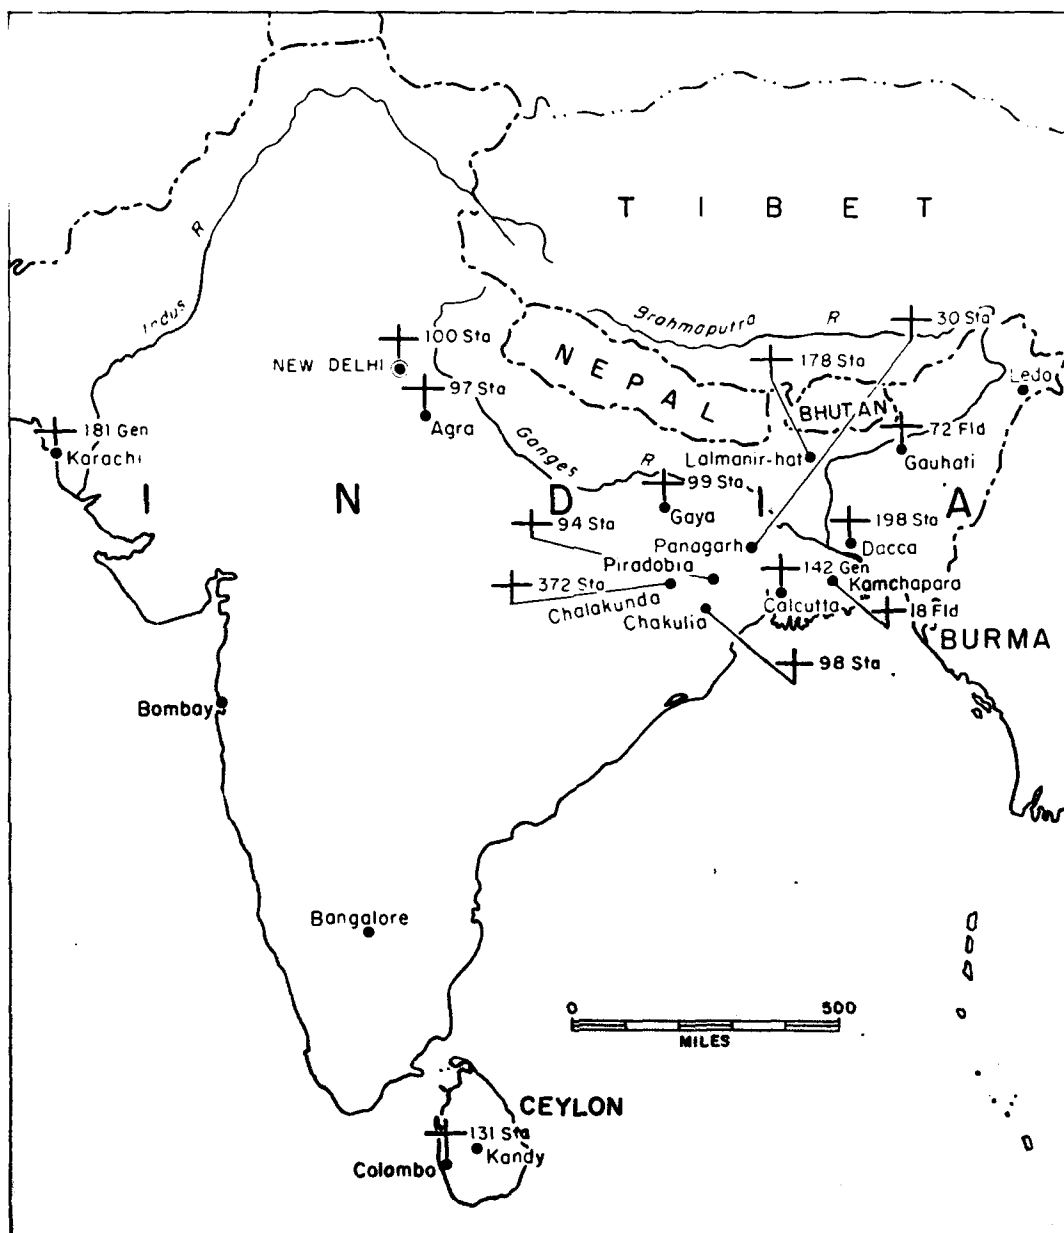 T I B E T
Indus R
Brahmaputra R
30 Sta
100 Sta
NEW DELHI
178 Sta
NEPAL
Ledo
97 Sta
Agra
BHUTAN
181 Gen
Karachi
72 Fld
Gauhati
Ganges R
Lalmanir-hat
I N D I A
99 Sta
Gaya
94 Sta
198 Sta
Dacca
Panagarh
Piradobia
142 Gen
Kamchapara
372 Sta
Chalakunda
Calcutta
Chakulia
18 Fld
BURMA
98 Sta
Bombay
Bangalore
0 500
MILES
CEYLON
131 Sta
Kandy
Colombo